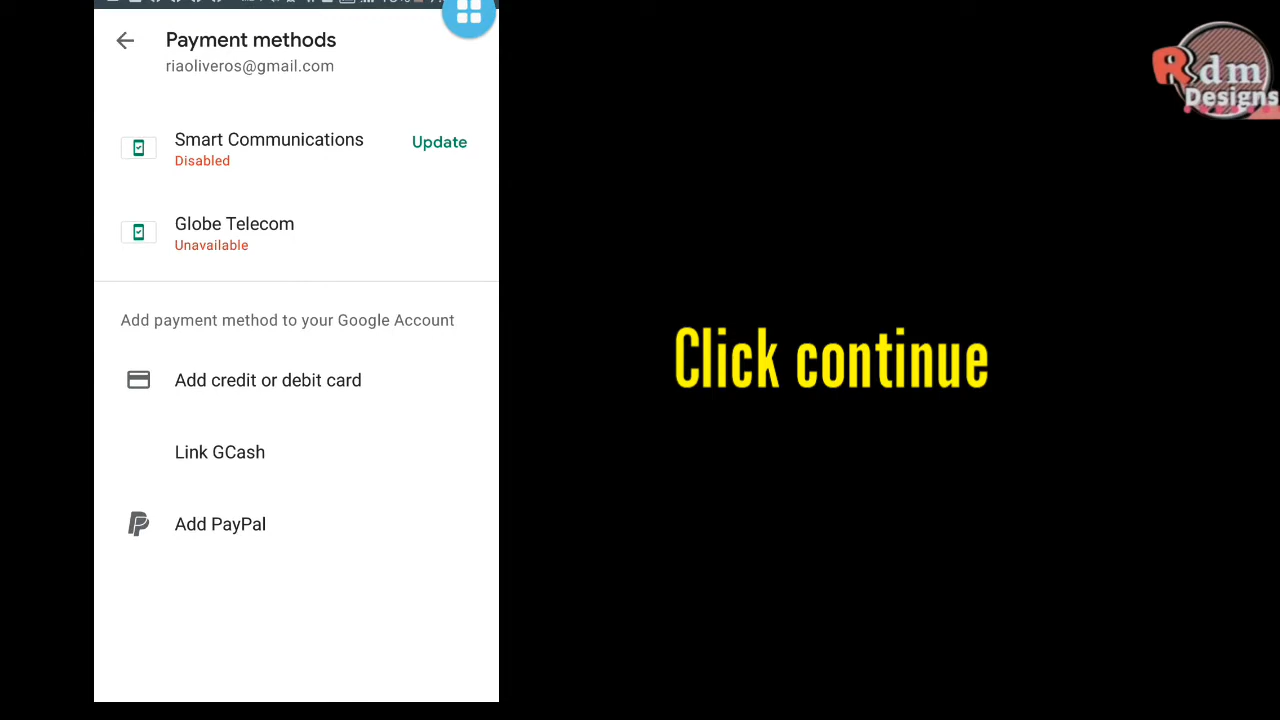 Payment methods
riaoliveros@gmail.com
Smart Communications
Disabled
Update
Globe Telecom
Unavailable
Add payment method to your Google Account
Add credit or debit card
Link GCash
Add PayPal
Click continue
Rdm
Designs